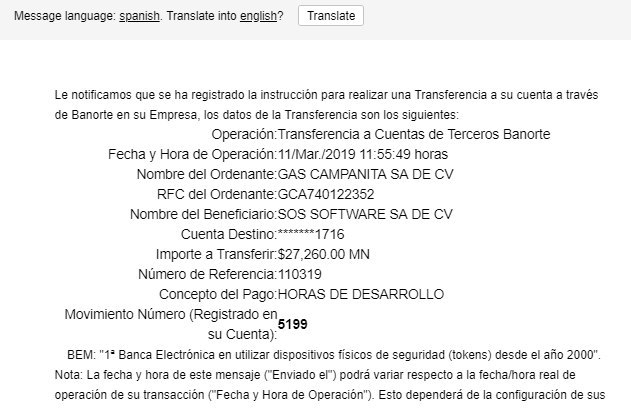 Message language: spanish. Translate into english? Translate
Le notificamos que se ha registrado la instrucción para realizar una Transferencia a su cuenta a través
de Banorte en su Empresa, los datos de la Transferencia son los siguientes:
Operación:Transferencia a Cuentas de Terceros Banorte
Fecha y Hora de Operación:11/Mar./2019 11:55:49 horas
Nombre del Ordenante:GAS CAMPANITA SA DE CV
RFC del Ordenante:GCA740122352
Nombre del Beneficiario:SOS SOFTWARE SA DE CV
Cuenta Destino:*******1716
Importe a Transferir:$27,260.00 MN
Número de Referencia:110319
Concepto del Pago:HORAS DE DESARROLLO
Movimiento Número (Registrado en
su Cuenta):5199
BEM: "1ª Banca Electrónica en utilizar dispositivos físicos de seguridad (tokens) desde el año 2000".
Nota: La fecha y hora de este mensaje ("Enviado el") podrá variar respecto a la fecha/hora real de
operación de su transacción ("Fecha y Hora de Operación"). Esto dependerá de la configuración de sus